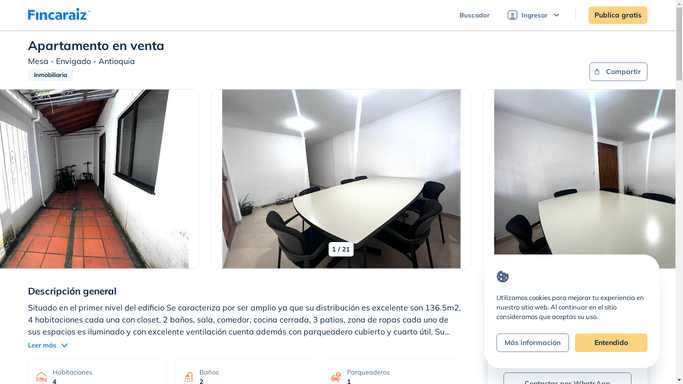 Fincaraiz
Buscador
Ingresar
Publica gratis
Apartamento en venta
Mesa - Envigado - Antioquia
Inmobiliaria
Compartir
1 / 21
Descripción general
Situado en el primer nivel del edificio Se caracteriza por ser amplio ya que su distribución es excelente son 136.5m2,
4 habitaciones cada una con closet, 2 baños, sala, comedor, cocina cerrada, 3 patios, zona de ropas cada uno de
sus espacios es iluminado y con excelente ventilación cuenta además con parqueadero cubierto y cuarto útil. Su...
Leer más
Habitaciones
4
Baños
2
Parqueaderos
1
Utilizamos cookies para mejorar tu experiencia en
nuestro sitio web. Al continuar en el sitio
consideramos que aceptas su uso.
Más información
Entendido
Contactar por WhatsApp